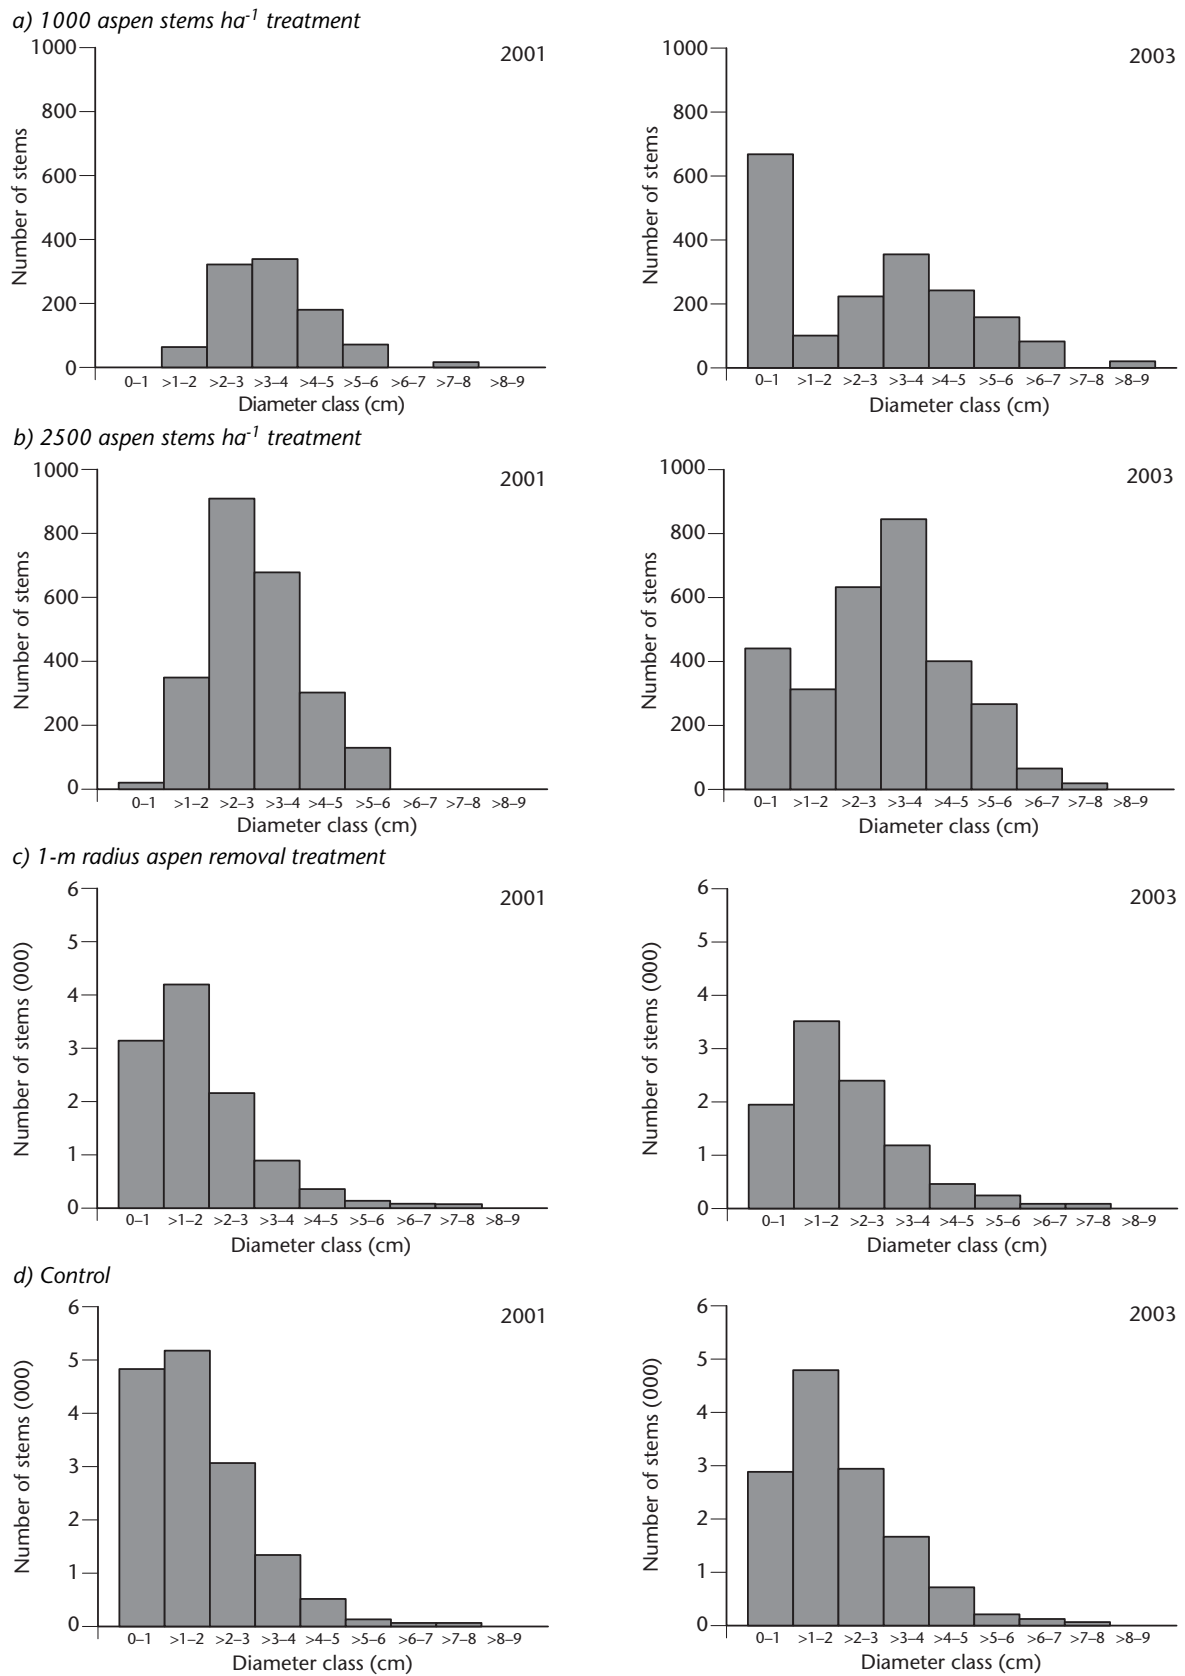 a) 1000 aspen stems ha-1 treatment
2001
1000
800
600
400
200
0
Number of stems
0–1 >1–2 >2–3 >3–4 >4–5 >5–6 >6–7 >7–8 >8–9
Diameter class (cm)
2003
1000
800
600
400
200
0
Number of stems
0–1 >1–2 >2–3 >3–4 >4–5 >5–6 >6–7 >7–8 >8–9
Diameter class (cm)
b) 2500 aspen stems ha-1 treatment
2001
1000
800
600
400
200
0
Number of stems
0–1 >1–2 >2–3 >3–4 >4–5 >5–6 >6–7 >7–8 >8–9
Diameter class (cm)
2003
1000
800
600
400
200
0
Number of stems
0–1 >1–2 >2–3 >3–4 >4–5 >5–6 >6–7 >7–8 >8–9
Diameter class (cm)
c) 1-m radius aspen removal treatment
2001
6
5
4
3
2
1
0
Number of stems (000)
0–1 >1–2 >2–3 >3–4 >4–5 >5–6 >6–7 >7–8 >8–9
Diameter class (cm)
2003
6
5
4
3
2
1
0
Number of stems (000)
0–1 >1–2 >2–3 >3–4 >4–5 >5–6 >6–7 >7–8 >8–9
Diameter class (cm)
d) Control
2001
6
5
4
3
2
1
0
Number of stems (000)
0–1 >1–2 >2–3 >3–4 >4–5 >5–6 >6–7 >7–8 >8–9
Diameter class (cm)
2003
6
5
4
3
2
1
0
Number of stems (000)
0–1 >1–2 >2–3 >3–4 >4–5 >5–6 >6–7 >7–8 >8–9
Diameter class (cm)